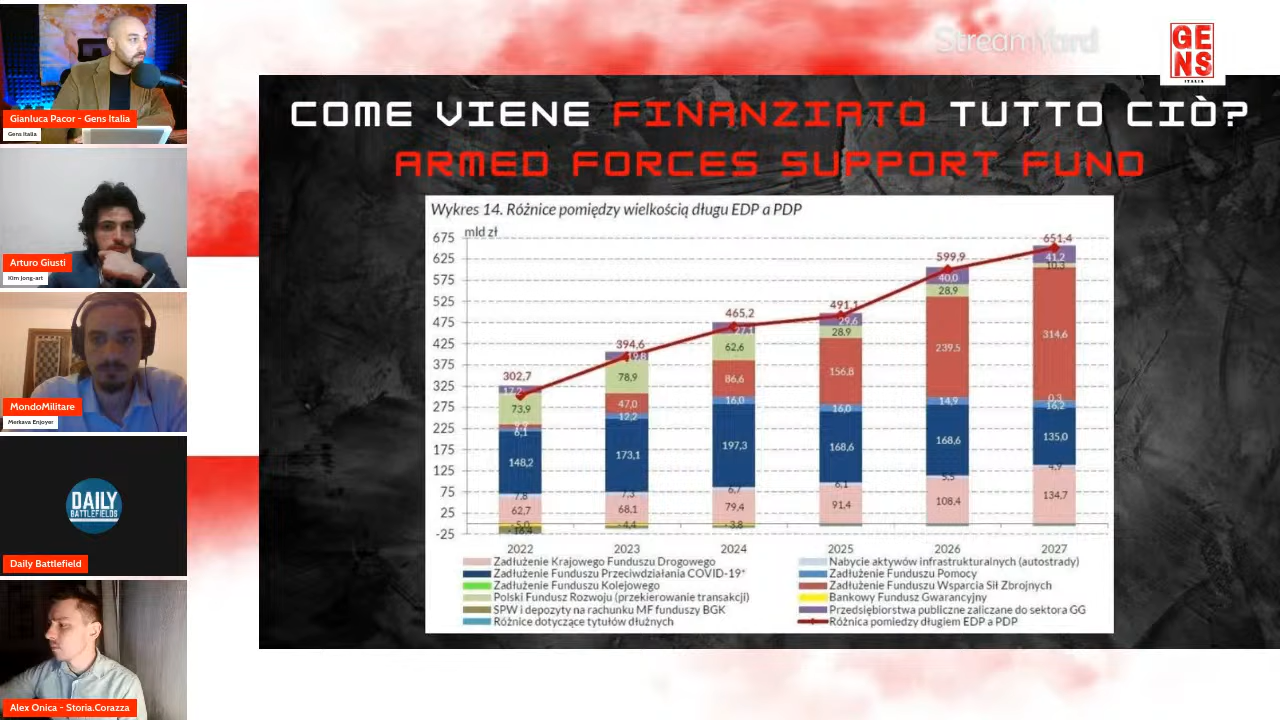 Gianluca Pacor - Gens Italia
Gens Italia
Arturo Giusti
Kim Jong-art
MondoMilitare
Merkava Enjoyer
DAILY
BATTLEFIELDS
Daily Battlefield
Alex Onica - Storia.Corazza
StreamYard
GE
NS
ITALIA
COME VIENE FINANZIATO TUTTO CIÒ?
ARMED FORCES SUPPORT FUND
Wykres 14. Różnice pomiędzy wielkością długu EDP a PDP
mld zł
675
625
575
525
475
425
375
325
275
225
175
125
75
25
-25
302,7
17,2
73,9
6,1
148,2
7,8
62,7
- 5,0
394,6
19,8
78,9
47,0
12,2
173,1
7,3
68,1
- 4,4
465,2
27,1
62,6
86,6
16,0
197,3
6,7
79,4
- 3,8
491,1
29,6
28,9
156,8
16,0
168,6
6,1
91,4
599,9
40,0
28,9
239,5
14,9
168,6
5,5
108,4
651,4
41,2
10,3
314,6
0,3
16,2
135,0
4,9
134,7
2022 2023 2024 2025 2026 2027
Zadłużenie Krajowego Funduszu Drogowego
Nabycie aktywów infrastrukturalnych (autostrady)
Zadłużenie Funduszu Przeciwdziałania COVID-19*
Zadłużenie Funduszu Pomocy
Zadłużenie Funduszu Kolejowego
Zadłużenie Funduszu Wsparcia Sił Zbrojnych
Polski Fundusz Rozwoju (przekierowanie transakcji)
Bankowy Fundusz Gwarancyjny
SPW i depozyty na rachunku MF funduszy BGK
Przedsiębiorstwa publiczne zaliczane do sektora GG
Różnice dotyczące tytułów dłużnych
Różnica pomiędzy długiem EDP a PDP